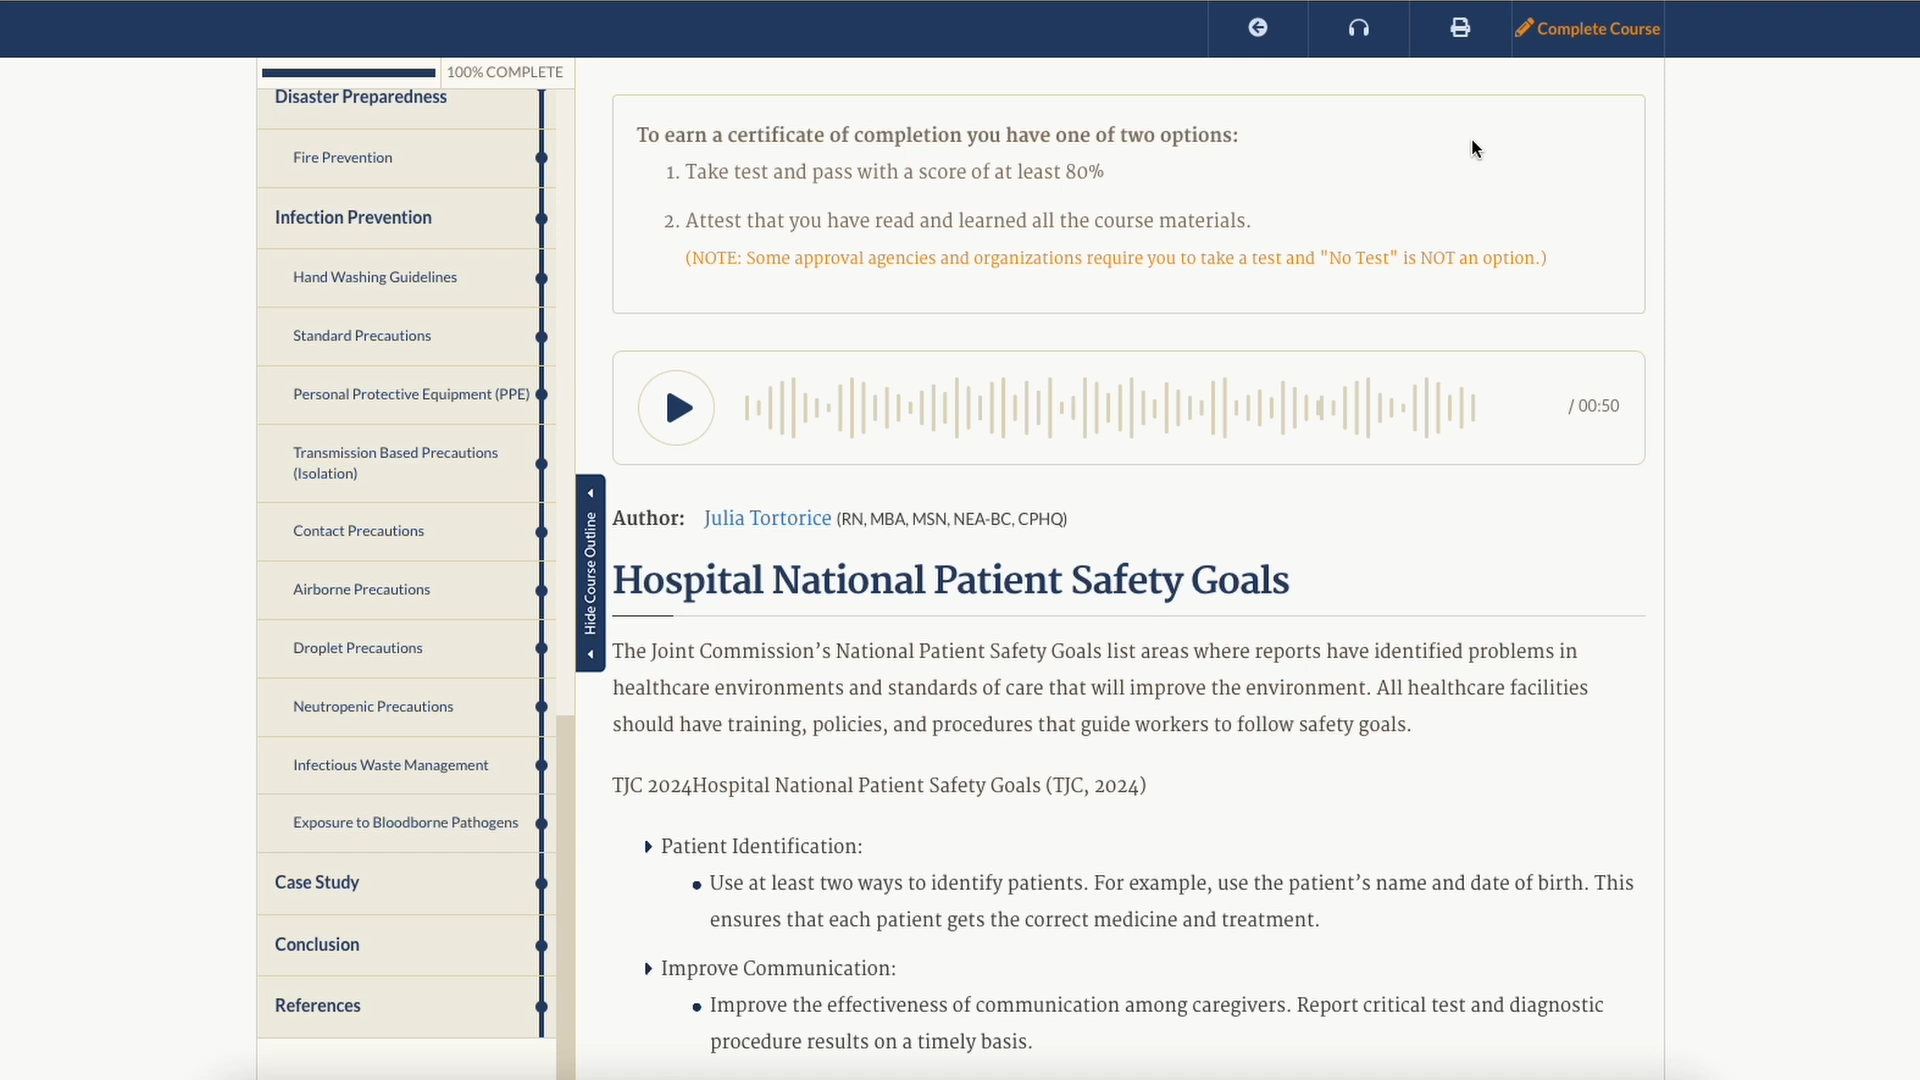 Complete Course
100% COMPLETE
Disaster Preparedness
Fire Prevention
Infection Prevention
Hand Washing Guidelines
Standard Precautions
Personal Protective Equipment (PPE)
Transmission Based Precautions
(Isolation)
Contact Precautions
Airborne Precautions
Droplet Precautions
Neutropenic Precautions
Infectious Waste Management
Exposure to Bloodborne Pathogens
Case Study
Conclusion
References
Hide Course Outline
To earn a certificate of completion you have one of two options:
1. Take test and pass with a score of at least 80%
2. Attest that you have read and learned all the course materials.
(NOTE: Some approval agencies and organizations require you to take a test and "No Test" is NOT an option.)
/ 00:50
Author: Julia Tortorice (RN, MBA, MSN, NEA-BC, CPHQ)
Hospital National Patient Safety Goals
The Joint Commission’s National Patient Safety Goals list areas where reports have identified problems in
healthcare environments and standards of care that will improve the environment. All healthcare facilities
should have training, policies, and procedures that guide workers to follow safety goals.
TJC 2024Hospital National Patient Safety Goals (TJC, 2024)
Patient Identification:
Use at least two ways to identify patients. For example, use the patient’s name and date of birth. This
ensures that each patient gets the correct medicine and treatment.
Improve Communication:
Improve the effectiveness of communication among caregivers. Report critical test and diagnostic
procedure results on a timely basis.